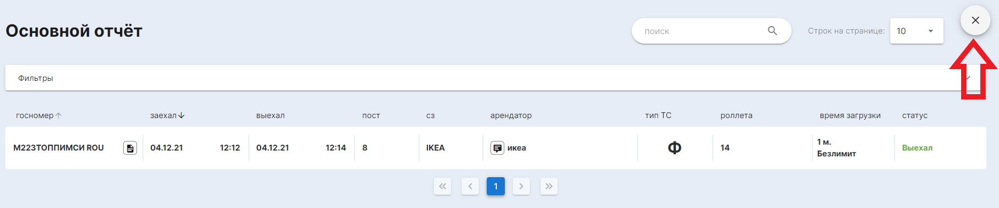 Основной отчёт
поиск
Строк на странице: 10
Фильтры
госномер заехал выехал пост сз арендатор тип ТС роллета время загрузки статус
М223ТОППИМСИ ROU 04.12.21 12:12 04.12.21 12:14 8 IKEA икеа Ф 14 1 м. Безлимит Выехал
1